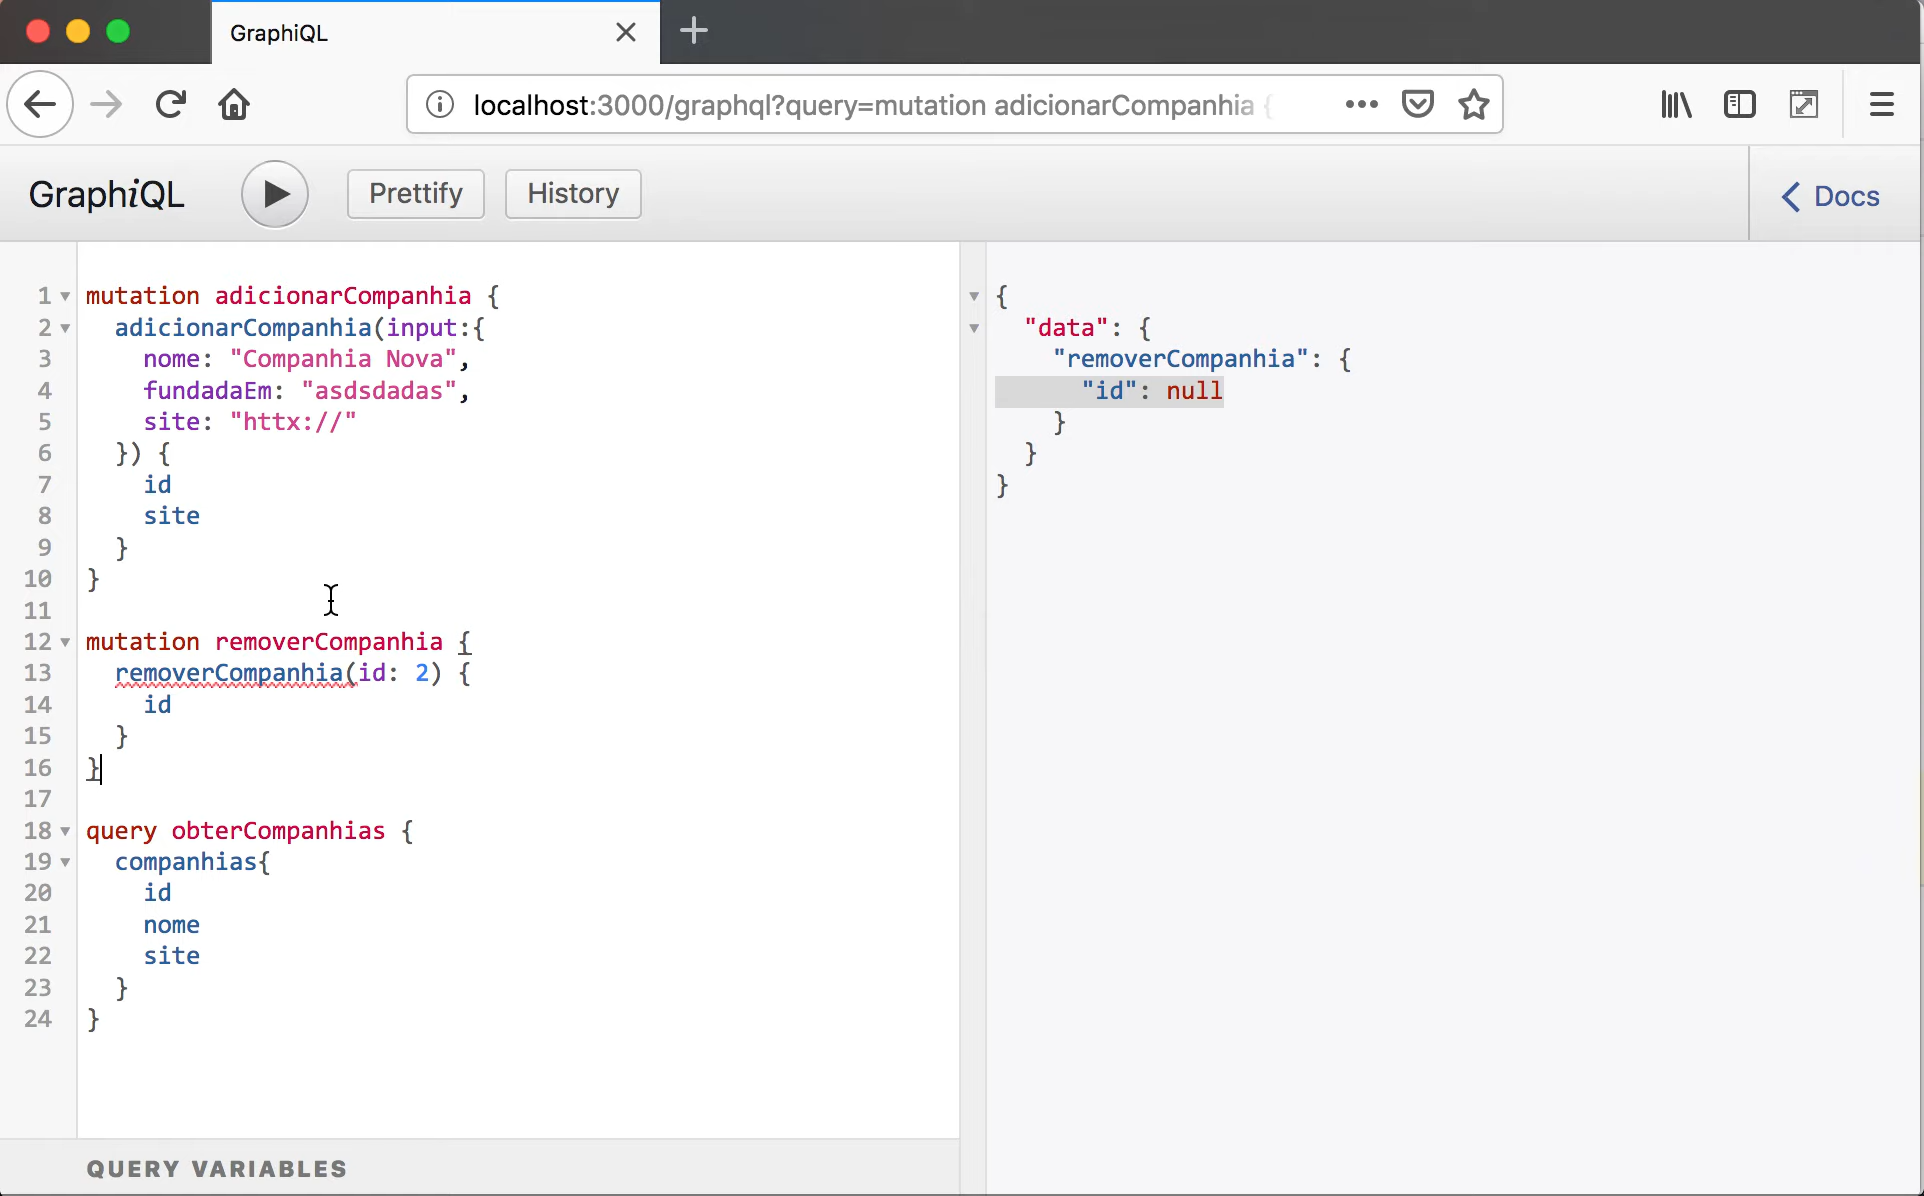 GraphiQL
localhost:3000/graphql?query=mutation adicionarCompanhia {
GraphiQL
Prettify
History
Docs
1 mutation adicionarCompanhia {
2 adicionarCompanhia(input:{
3 nome: "Companhia Nova",
4 fundadaEm: "asdsdadas",
5 site: "httx://"
6 }) {
7 id
8 site
9 }
10 }
11
12 mutation removerCompanhia {
13 removerCompanhia(id: 2) {
14 id
15 }
16 }
17
18 query obterCompanhias {
19 companhias{
20 id
21 nome
22 site
23 }
24 }
QUERY VARIABLES
{
"data": {
"removerCompanhia": {
"id": null
}
}
}